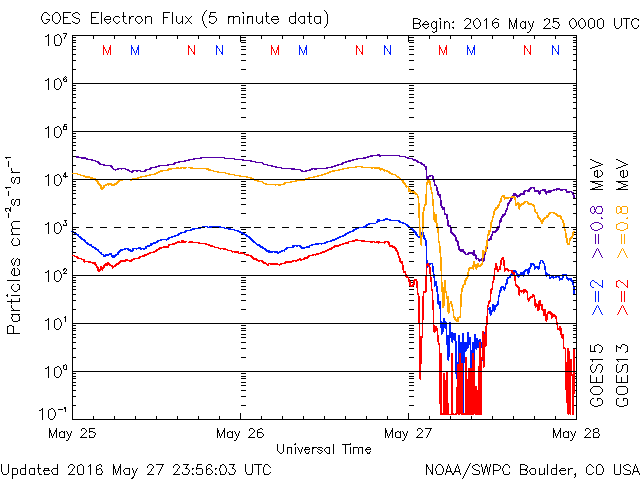 GOES Electron Flux (5 minute data)
Begin: 2016 May 25 0000 UTC
M M N N M M N N M M N N
10⁷
10⁶
10⁵
10⁴
10³
10²
10¹
10⁰
10⁻¹
Particles cm⁻²s⁻¹sr⁻¹
May 25 May 26 May 27 May 28
Universal Time
GOES15 >=2 >=0.8 MeV
GOES13 >=2 >=0.8 MeV
Updated 2016 May 27 23:56:03 UTC
NOAA/SWPC Boulder, CO USA